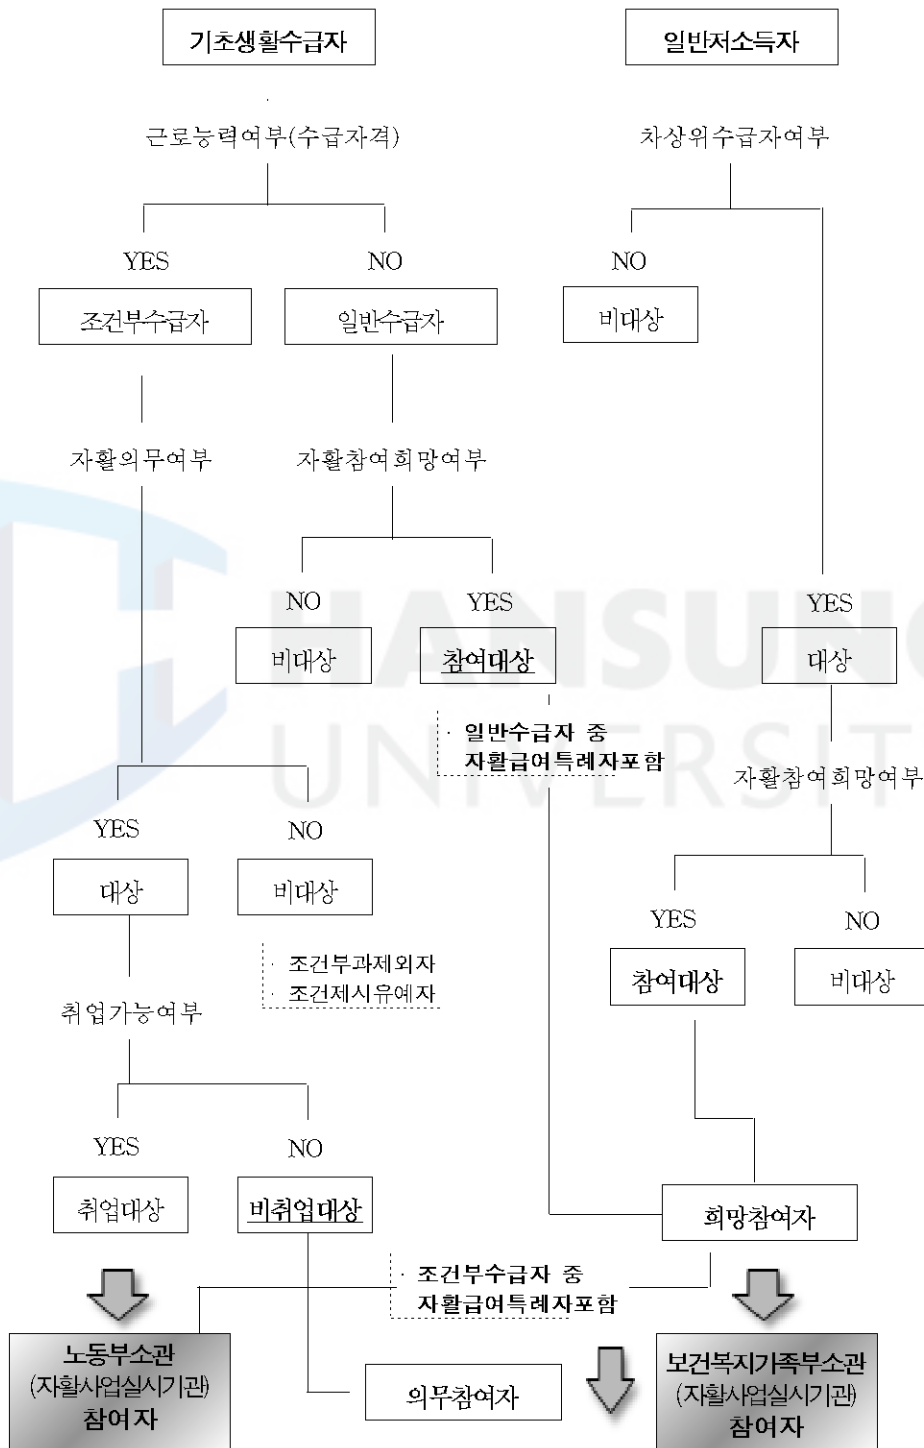 기초생활수급자
일반저소득자
근로능력여부(수급자격)
차상위수급자여부
YES
NO
NO
조건부수급자
일반수급자
비대상
자활의무여부
자활참여희망여부
NO
YES
YES
비대상
참여대상
대상
HANSUNG
UNIVERSIT
· 일반수급자 중
자활급여특례자포함
자활참여희망여부
YES
NO
대상
비대상
YES
NO
· 조건부과제외자
· 조건제시유예자
참여대상
비대상
취업가능여부
YES
NO
취업대상
비취업대상
희망참여자
· 조건부수급자 중
자활급여특례자포함
노동부소관
(자활사업실시기관)
참여자
의무참여자
보건복지가족부소관
(자활사업실시기관)
참여자